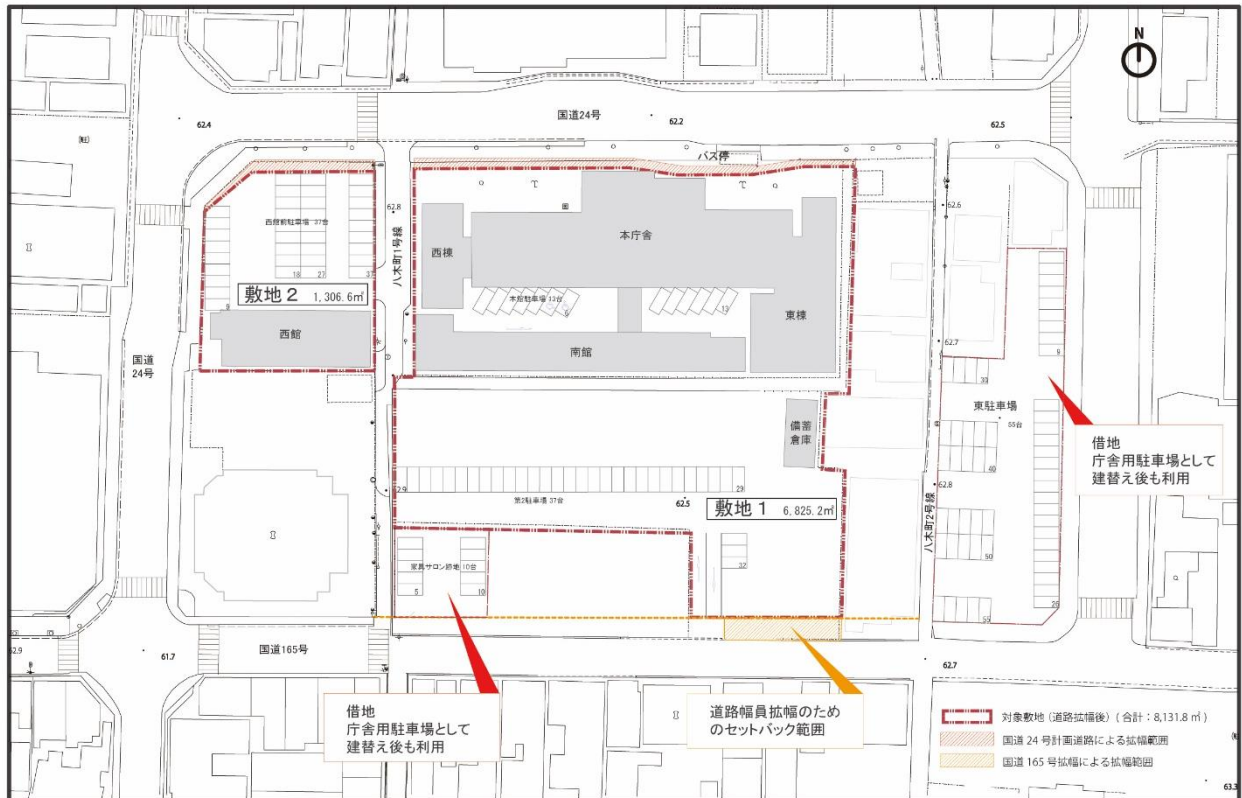 N
国道24号
62.4
62.2
62.5
バス停
西館前駐車場 37台
62.8
62.6
本庁舎
西棟
八木町1号線
18
27
37
敷地2 1,306.6㎡
本館駐車場 13台
6
13
東棟
9
9
西館
南館
62.7
国道
24号
30
東駐車場
55台
備蓄
倉庫
借地
庁舎用駐車場として
建替え後も利用
40
62.9
29
第2駐車場 37台
62.5
62.8
敷地1 6,825.2㎡
八木町2号線
家具サロン跡地 10台
32
50
5
10
26
55
62.9
61.7
国道165号
62.7
借地
庁舎用駐車場として
建替え後も利用
道路幅員拡幅のため
のセットバック範囲
対象敷地(道路拡幅後)(合計:8,131.8㎡)
国道24号計画道路による拡幅範囲
国道165号拡幅による拡幅範囲
63.3